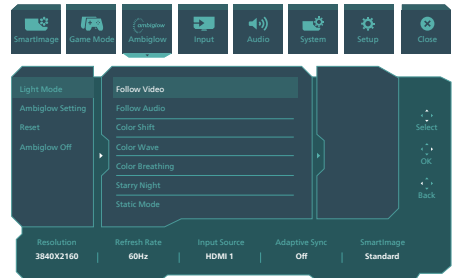 ambiglow
SmartImage Game Mode Ambiglow Input Audio System Setup Close
Light Mode
Ambiglow Setting
Reset
Ambiglow Off
Follow Video
Follow Audio
Color Shift
Color Wave
Color Breathing
Starry Night
Static Mode
Select
OK
Back
Resolution Refresh Rate Input Source Adaptive Sync SmartImage
3840X2160 | 60Hz | HDMI 1 | Off | Standard